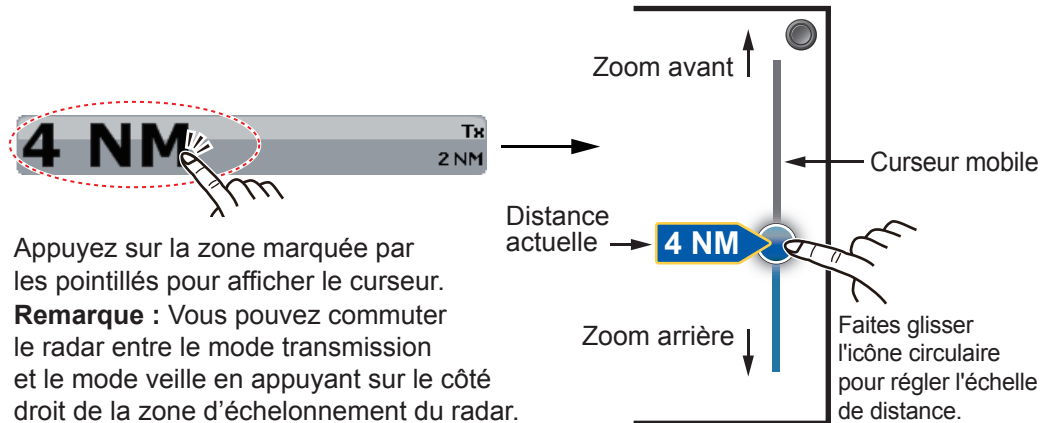 4 NM
Tx
2 NM
Appuyez sur la zone marquée par
les pointillés pour afficher le curseur.
Remarque : Vous pouvez commuter
le radar entre le mode transmission
et le mode veille en appuyant sur le côté
droit de la zone d’échelonnement du radar.
Zoom avant
Curseur mobile
Distance
actuelle
4 NM
Zoom arrière
Faites glisser
l'icône circulaire
pour régler l'échelle
de distance.